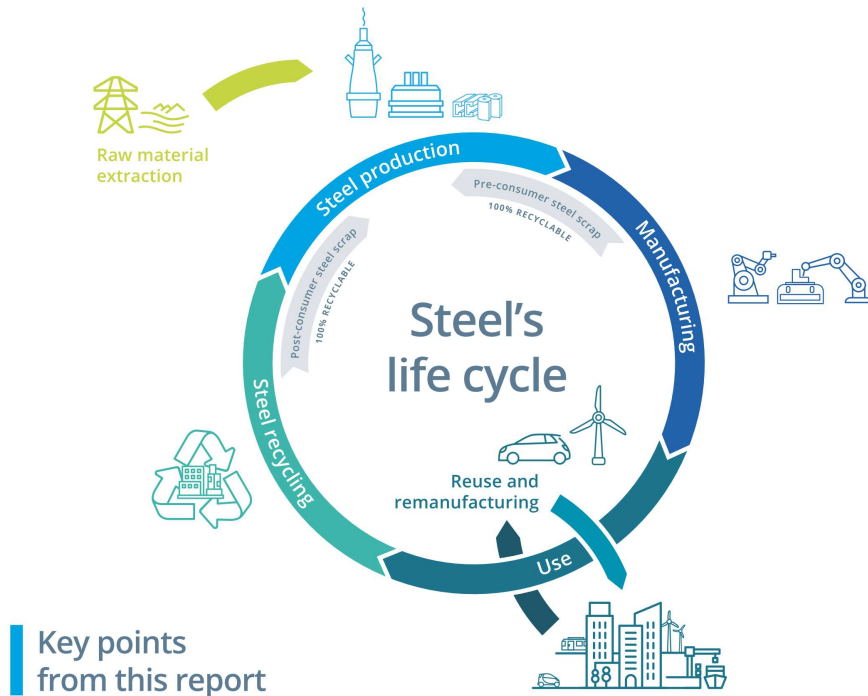 Raw material
extraction
Steel production
Pre-consumer steel scrap
100% RECYCLABLE
Manufacturing
Post-consumer steel scrap
100% RECYCLABLE
Steel's
life cycle
Steel recycling
Reuse and
remanufacturing
Use
Key points
from this report